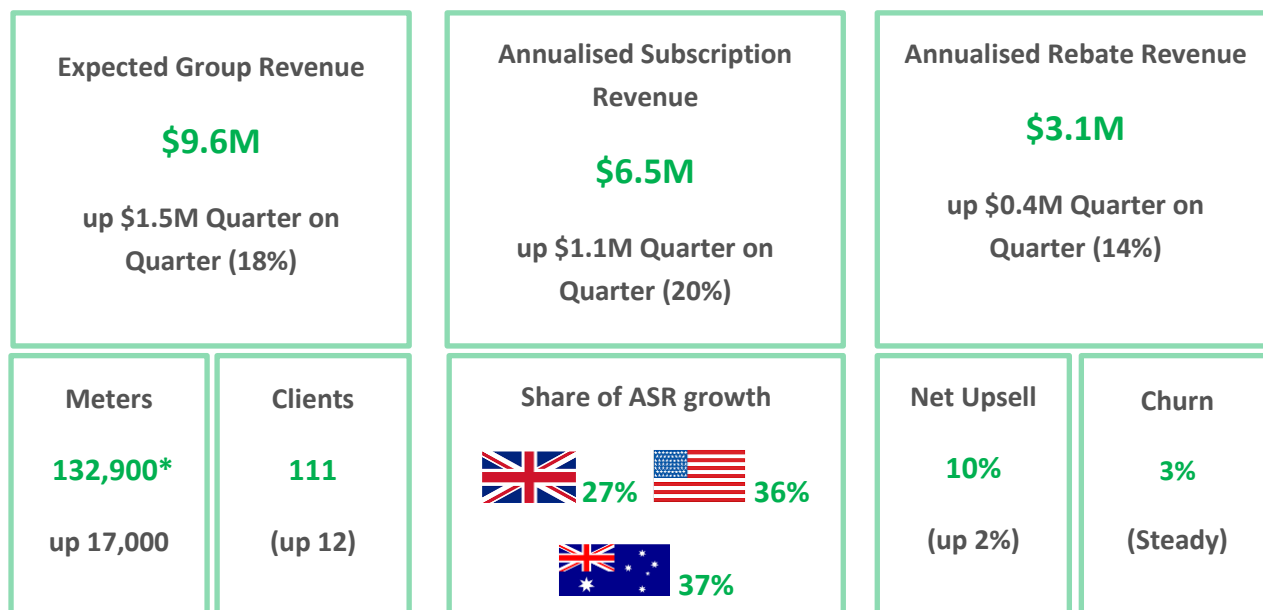 Expected Group Revenue
$9.6M
up $1.5M Quarter on
Quarter (18%)
Annualised Subscription
Revenue
$6.5M
up $1.1M Quarter on
Quarter (20%)
Annualised Rebate Revenue
$3.1M
up $0.4M Quarter on
Quarter (14%)
Meters
132,900*
up 17,000
Clients
111
(up 12)
Share of ASR growth
27%
36%
37%
Net Upsell
10%
(up 2%)
Churn
3%
(Steady)